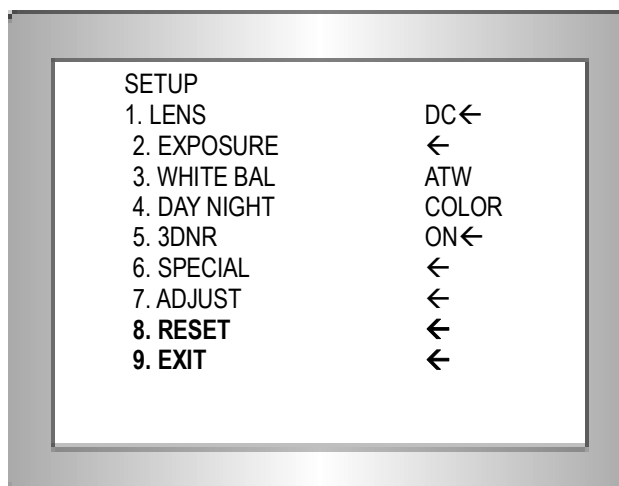 SETUP
1. LENS DC←
2. EXPOSURE ←
3. WHITE BAL ATW
4. DAY NIGHT COLOR
5. 3DNR ON←
6. SPECIAL ←
7. ADJUST ←
8. RESET ←
9. EXIT ←